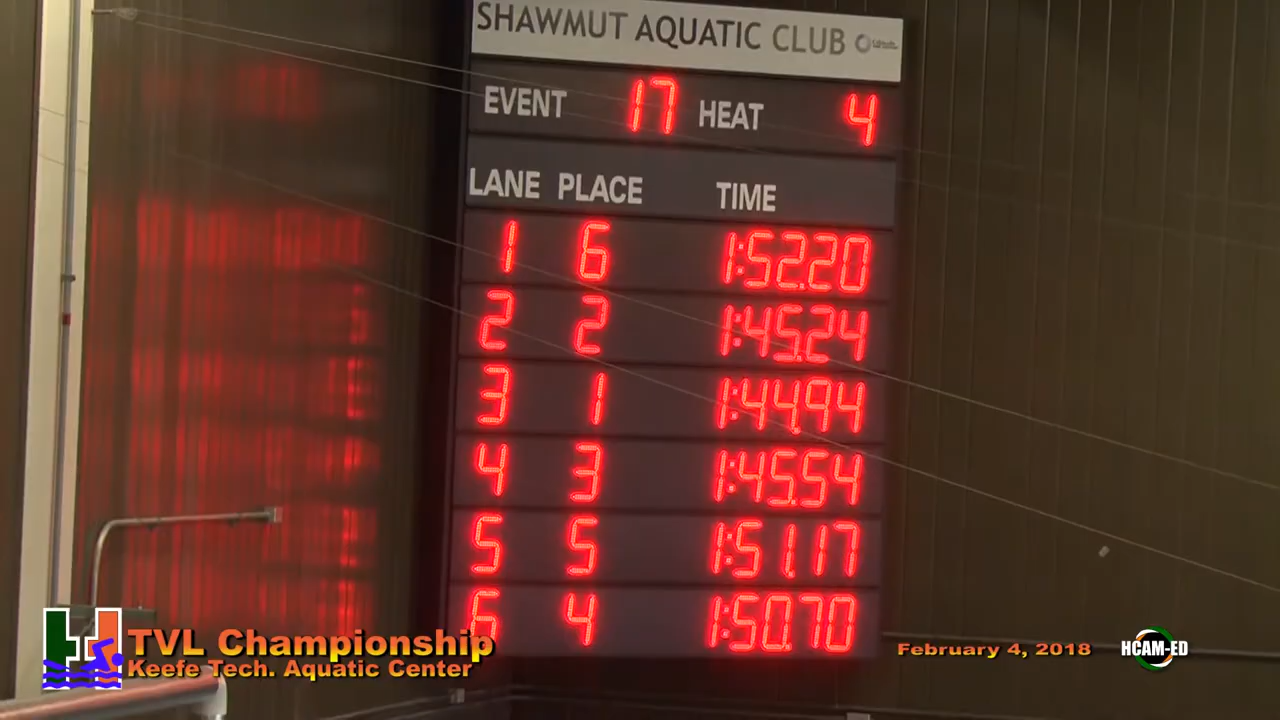 SHAWMUT AQUATIC CLUB
EVENT 17 HEAT 4
LANE PLACE TIME
1 6 1:52.20
2 2 1:45.24
3 1 1:44.94
4 3 1:45.54
5 5 1:51.17
6 4 1:50.70
TVL Championship
Keefe Tech. Aquatic Center
February 4, 2018
HCAM-ED